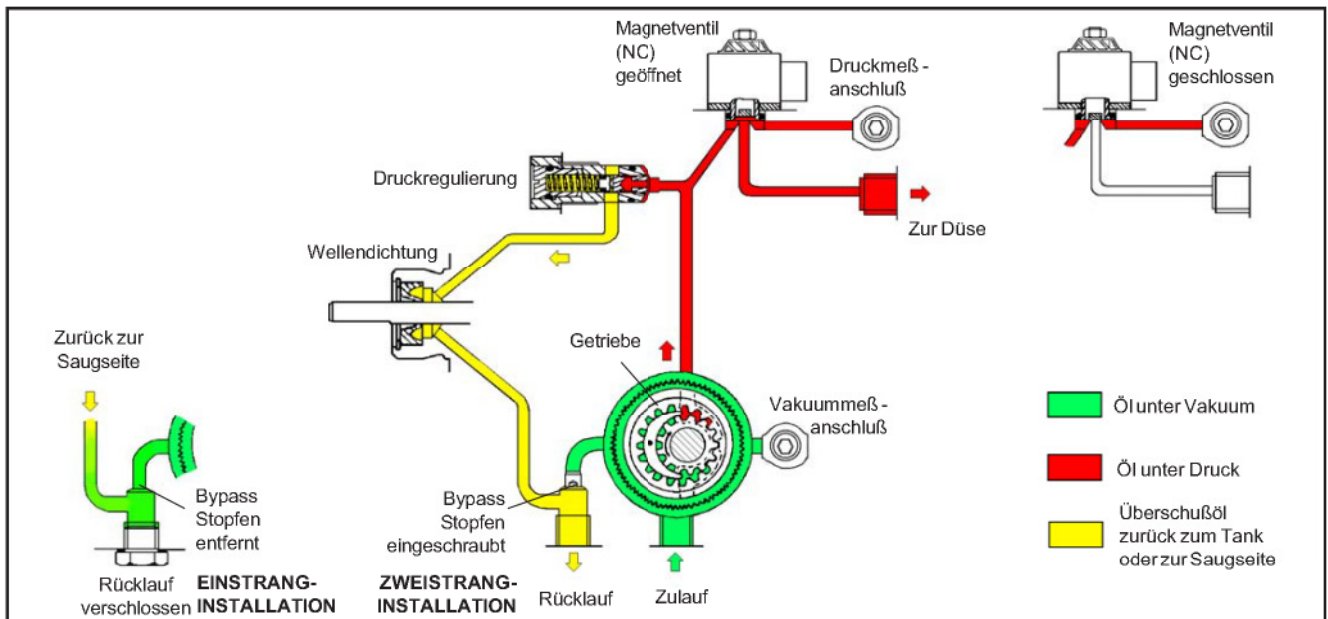 Magnetventil
(NC)
geöffnet
Druckmeß -
anschluß
Magnetventil
(NC)
geschlossen
Druckregulierung
Zur Düse
Wellendichtung
Zurück zur
Saugseite
Getriebe
Vakuummeß -
anschluß
Bypass
Stopfen
entfernt
Bypass
Stopfen
eingeschraubt
Rücklauf
verschlossen
EINSTRANG-
INSTALLATION
ZWEISTRANG-
INSTALLATION
Rücklauf
Zulauf
Öl unter Vakuum
Öl unter Druck
Überschußöl
zurück zum Tank
oder zur Saugseite